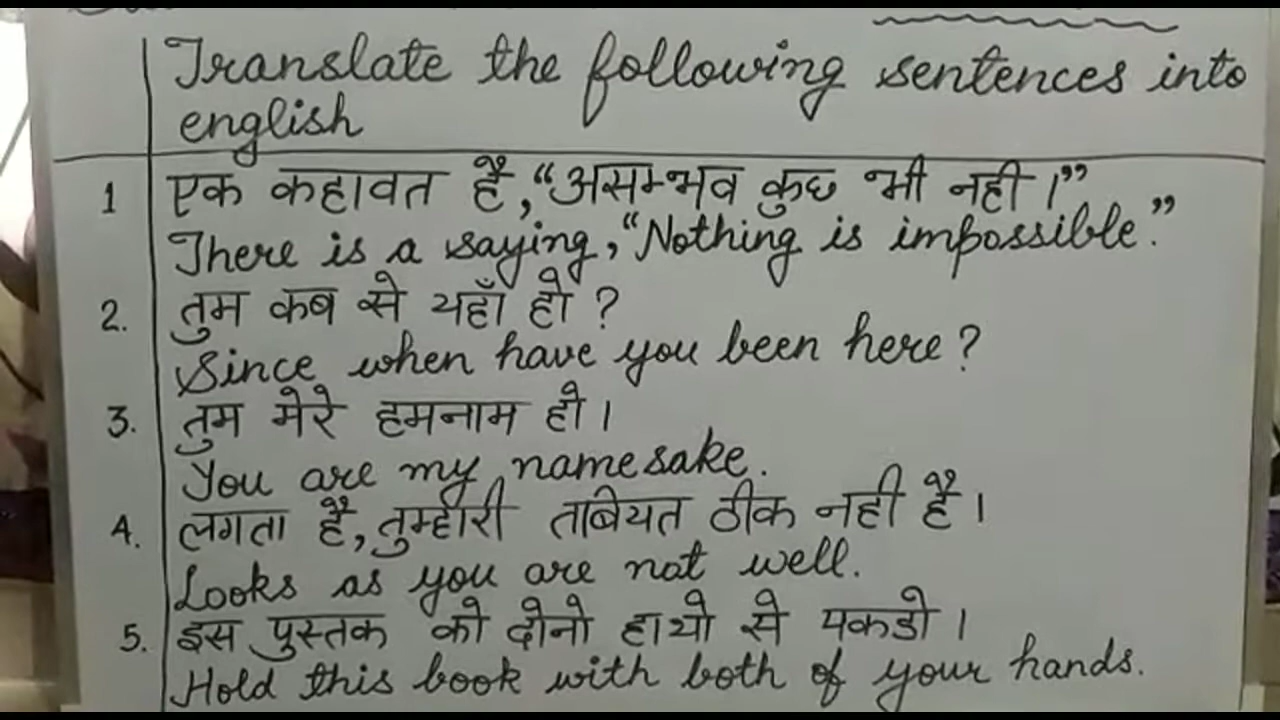 Translate the following sentences into
english
1 एक कहावत है, “असम्भव कुछ भी नही।”
There is a saying, “Nothing is impossible.”
2. तुम कब से यहाँ हो ?
Since when have you been here?
3. तुम मेरे हमनाम हो।
You are my namesake.
4. लगता है, तुम्हारी तबियत ठीक नही है।
Looks as you are not well.
5. इस पुस्तक को दोनो हाथो से पकडो।
Hold this book with both of your hands.